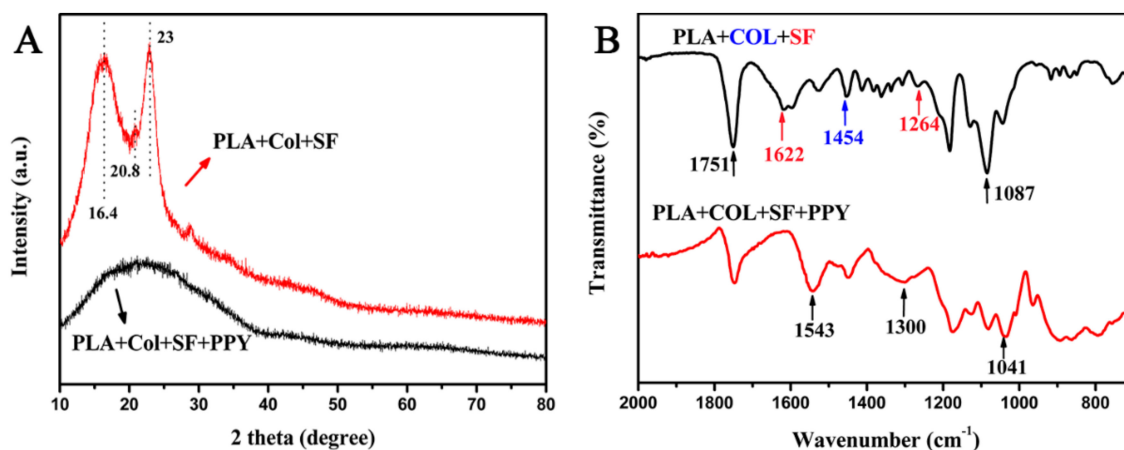 A
Intensity (a.u.)
23
20.8
16.4
PLA+Col+SF
PLA+Col+SF+PPY
10 20 30 40 50 60 70 80
2 theta (degree)
B
Transmittance (%)
PLA+COL+SF
1751
1622
1454
1264
1087
PLA+COL+SF+PPY
1543
1300
1041
2000 1800 1600 1400 1200 1000 800
Wavenumber (cm⁻¹)